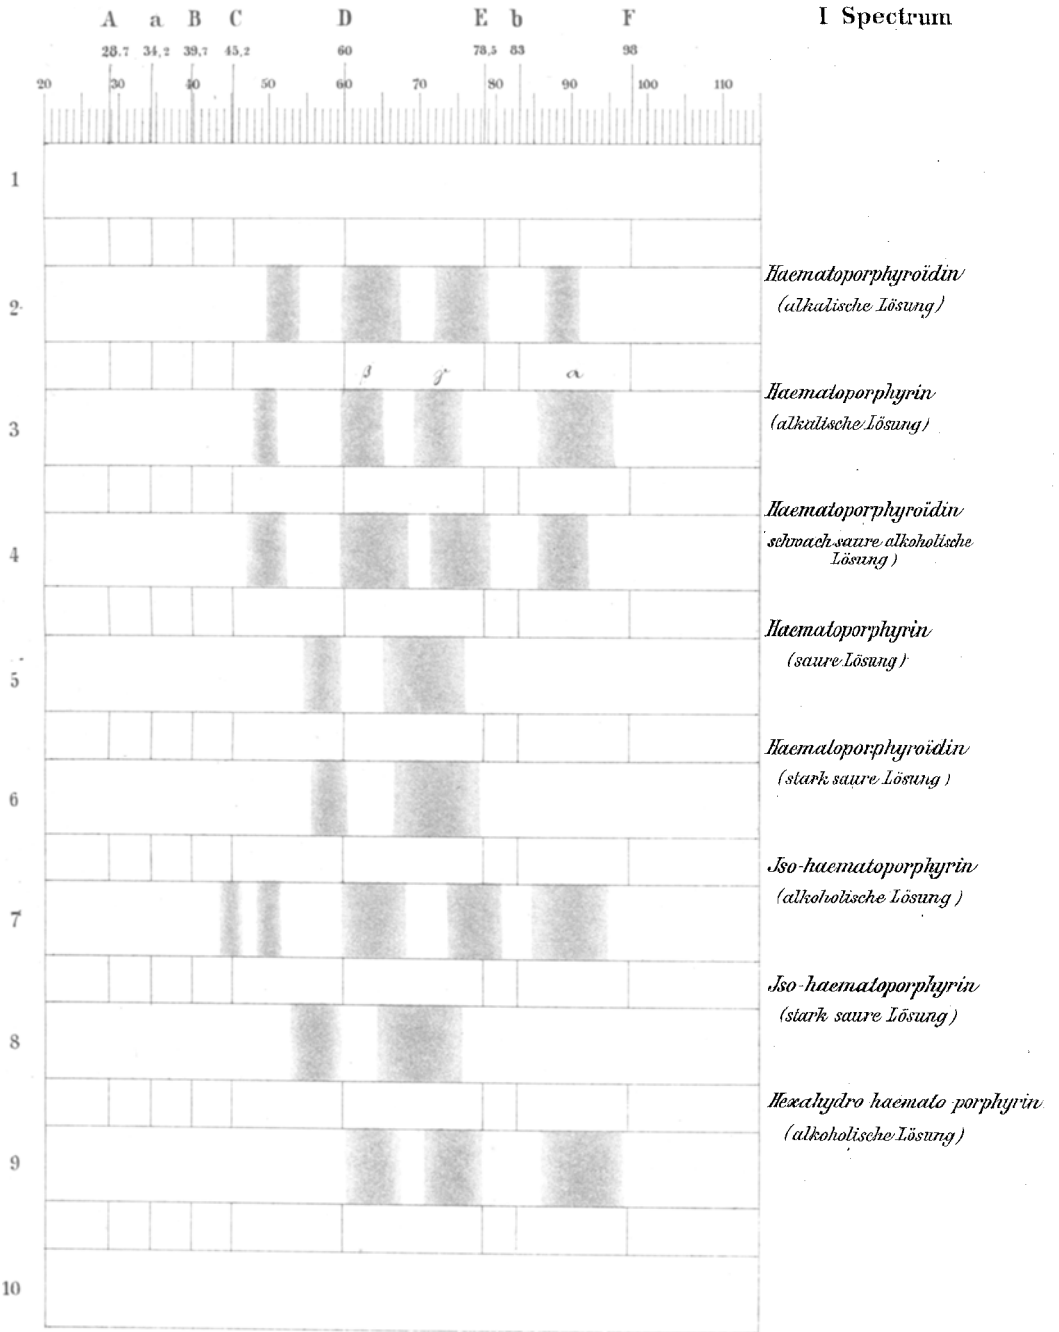 A a B C D E b F I Spectrum
28.7 34,2 39,7 45,2 60 78,5 83 98
20 30 40 50 60 70 80 90 100 110
1
Haematoporphyroïdin
2
(alkalische Lösung)
β γ α
Haematoporphyrin
3
(alkalische Lösung)
Haematoporphyroïdin
4
schwach saure alkoholische
Lösung)
Haematoporphyrin
(saure Lösung)
5
Haematoporphyroïdin
(stark saure Lösung)
6
Iso-haematoporphyrin
(alkoholische Lösung)
7
Iso-haematoporphyrin
(stark saure Lösung)
8
Hexahydro haemato porphyrin
(alkoholische Lösung)
9
10